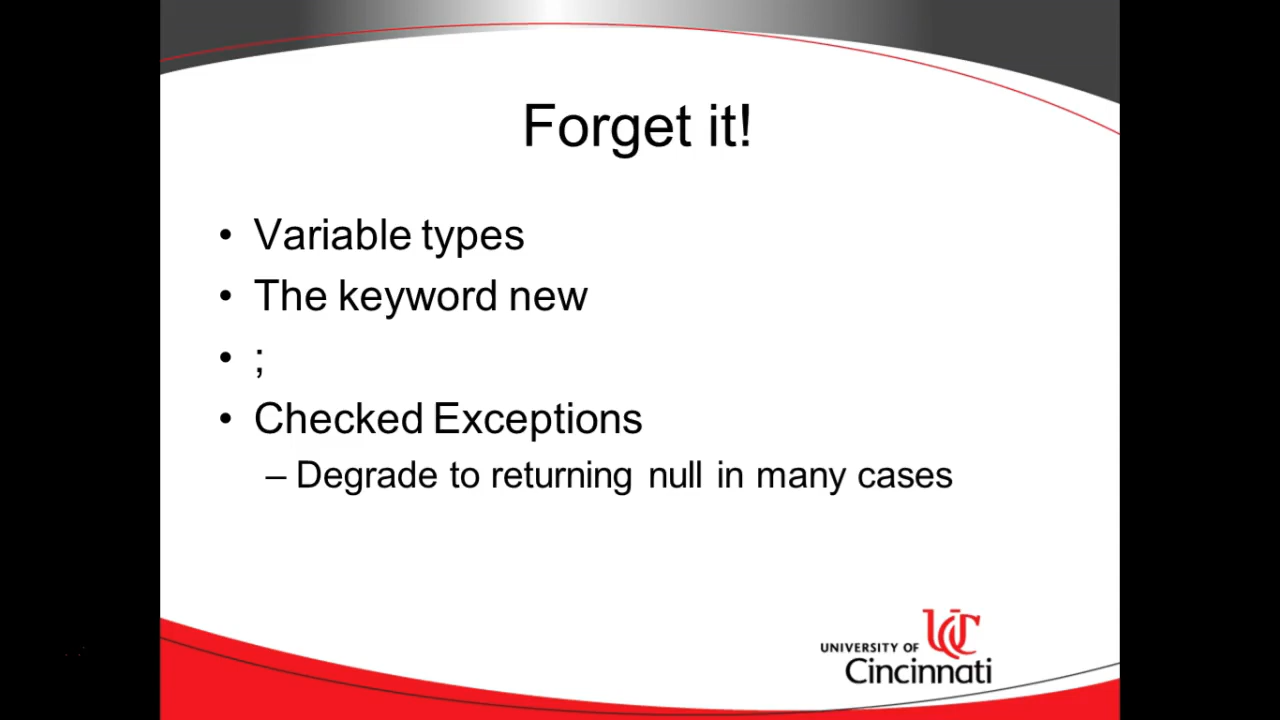 Forget it!
• Variable types
• The keyword new
• ;
• Checked Exceptions
– Degrade to returning null in many cases
UNIVERSITY OF
UC
Cincinnati